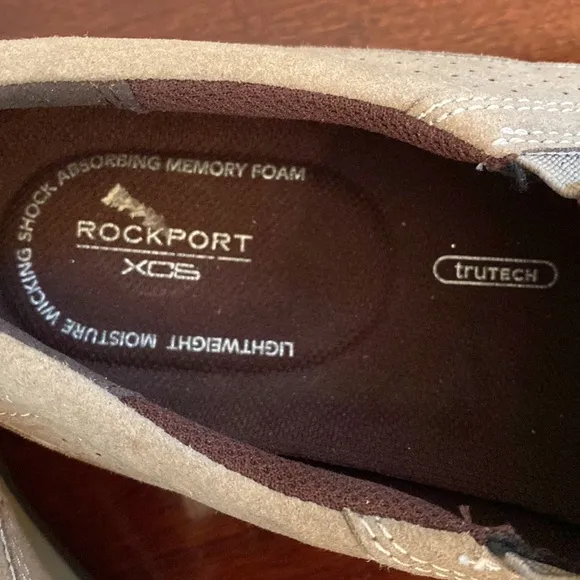 LIGHTWEIGHT MOISTURE WICKING SHOCK ABSORBING MEMORY FOAM
ROCKPORT
XCS
truTECH